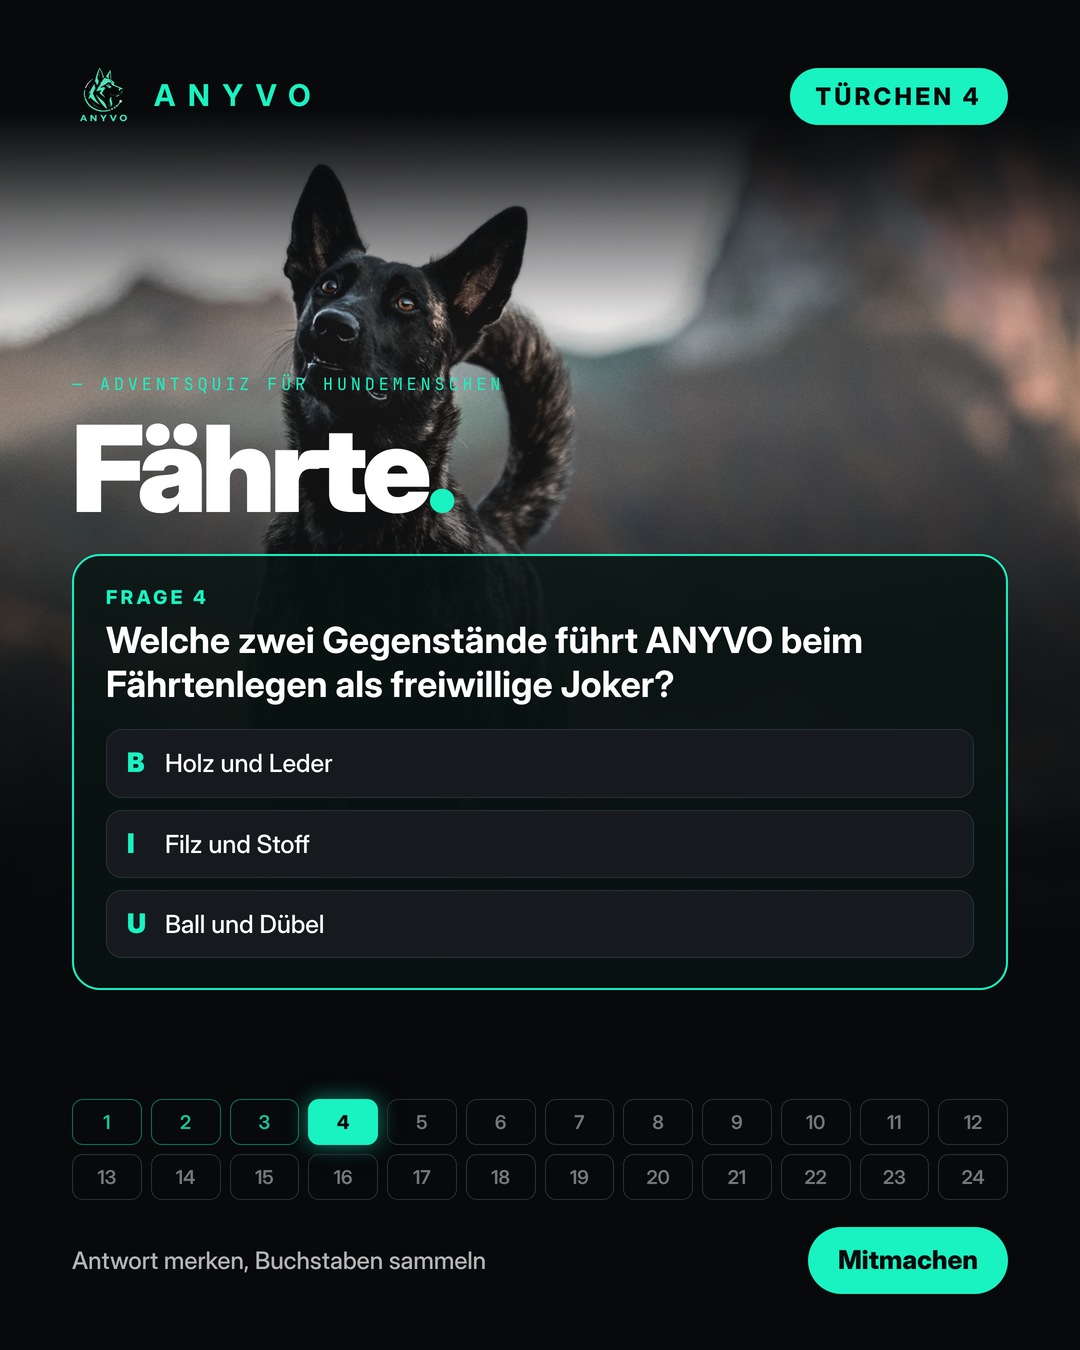 ANYVO
ANYVO
TÜRCHEN 4
– ADVENTSQUIZ FÜR HUNDEMENSCHEN
Fährte.
FRAGE 4
Welche zwei Gegenstände führt ANYVO beim
Fährtenlegen als freiwillige Joker?
B Holz und Leder
I Filz und Stoff
U Ball und Dübel
1 2 3 4 5 6 7 8 9 10 11 12
13 14 15 16 17 18 19 20 21 22 23 24
Antwort merken, Buchstaben sammeln
Mitmachen